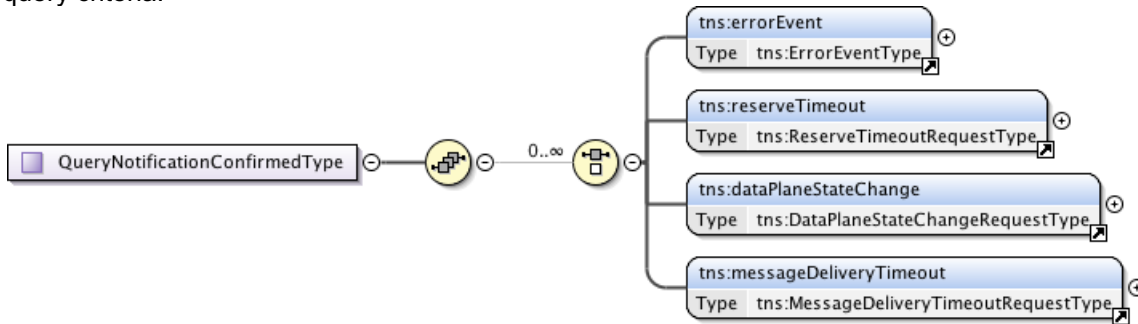 query criteria.
tns:errorEvent
Type tns:ErrorEventType
tns:reserveTimeout
Type tns:ReserveTimeoutRequestType
QueryNotificationConfirmedType
0..∞
tns:dataPlaneStateChange
Type tns:DataPlaneStateChangeRequestType
tns:messageDeliveryTimeout
Type tns:MessageDeliveryTimeoutRequestType